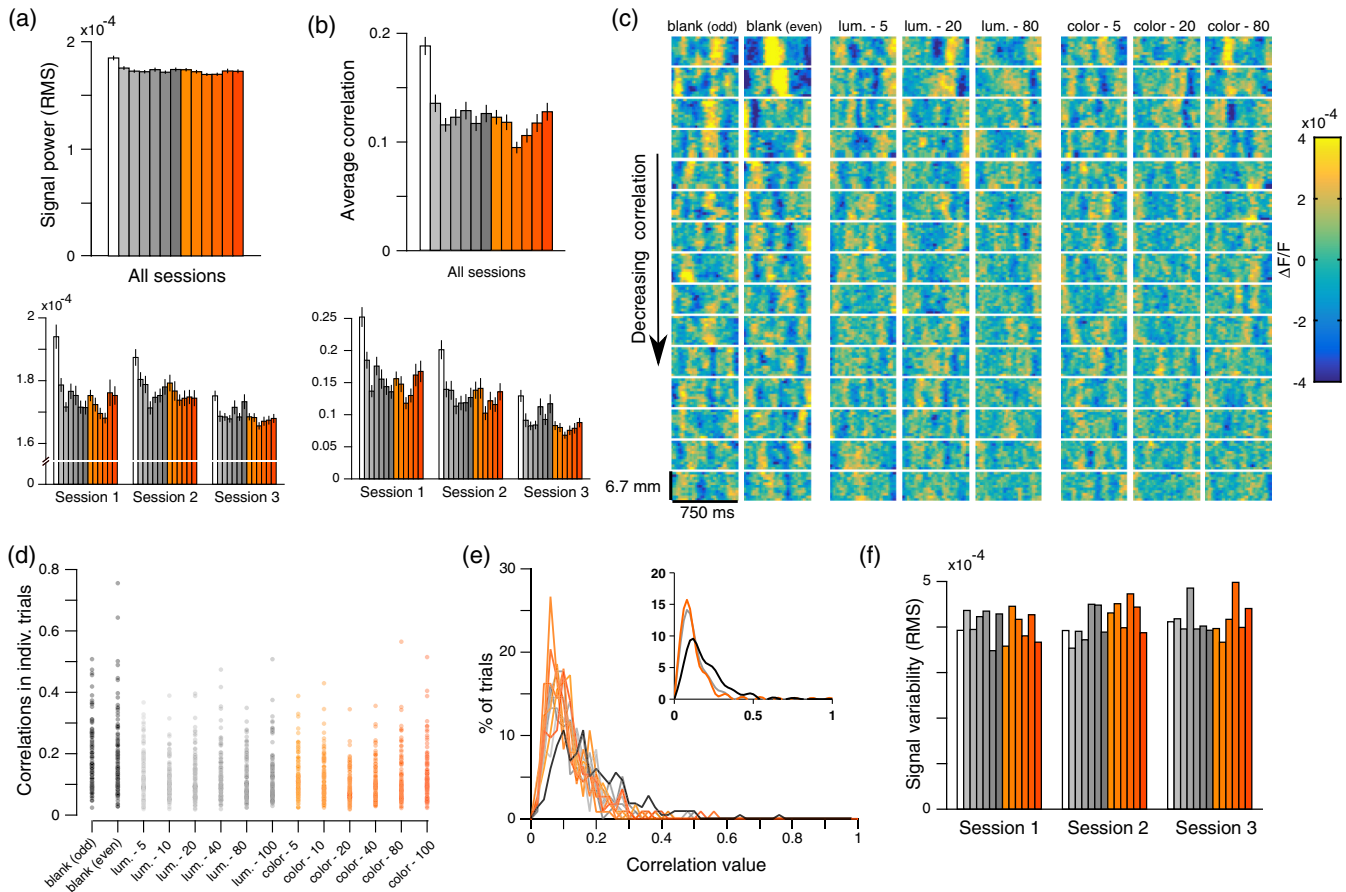 (a)
×10⁻⁴
2
1
0
Signal power (RMS)
All sessions
×10⁻⁴
2
1.8
1.6
0
Session 1
Session 2
Session 3
(b)
0.2
0.1
0
Average correlation
All sessions
0.25
0.2
0.15
0.1
0.05
0
Session 1
Session 2
Session 3
(c)
blank (odd)
blank (even)
lum. - 5
lum. - 20
lum. - 80
color - 5
color - 20
color - 80
Decreasing correlation
6.7 mm
750 ms
×10⁻⁴
4
2
0
-2
-4
ΔF/F
(d)
0.8
0.6
0.4
0.2
0
Correlations in indiv. trials
blank (odd)
blank (even)
lum. - 5
lum. - 10
lum. - 20
lum. - 40
lum. - 80
lum. - 100
color - 5
color - 10
color - 20
color - 40
color - 80
color - 100
(e)
30
20
10
0
% of trials
0
0.2
0.4
0.6
0.8
1
Correlation value
20
15
10
5
0
0
0.5
1
(f)
×10⁻⁴
5
4
0
Signal variability (RMS)
Session 1
Session 2
Session 3